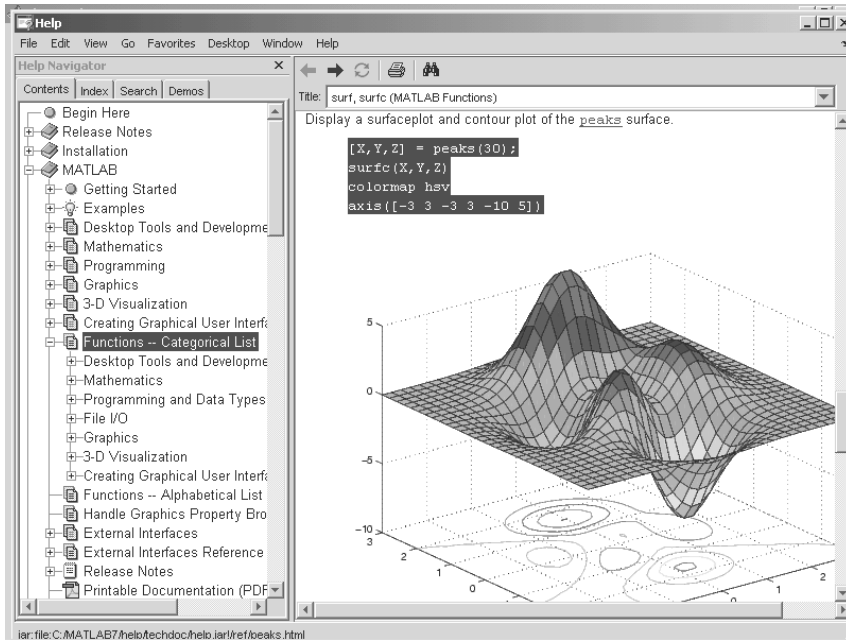 Help
File Edit View Go Favorites Desktop Window Help
Help Navigator
Contents Index Search Demos
Begin Here
Release Notes
Installation
MATLAB
Getting Started
Examples
Desktop Tools and Developme
Mathematics
Programming
Graphics
3-D Visualization
Creating Graphical User Interfa
Functions -- Categorical List
Desktop Tools and Developme
Mathematics
Programming and Data Types
File I/O
Graphics
3-D Visualization
Creating Graphical User Interfa
Functions -- Alphabetical List
Handle Graphics Property Bro
External Interfaces
External Interfaces Reference
Release Notes
Printable Documentation (PDF
Title: surf, surfc (MATLAB Functions)
Display a surfaceplot and contour plot of the peaks surface.
[X,Y,Z] = peaks(30);
surfc(X,Y,Z)
colormap hsv
axis([-3 3 -3 3 -10 5])
5
0
-5
-10
3
2
1
0
0
1
2
jar:file:C:/MATLAB7/help/techdoc/help.jar!/ref/peaks.html